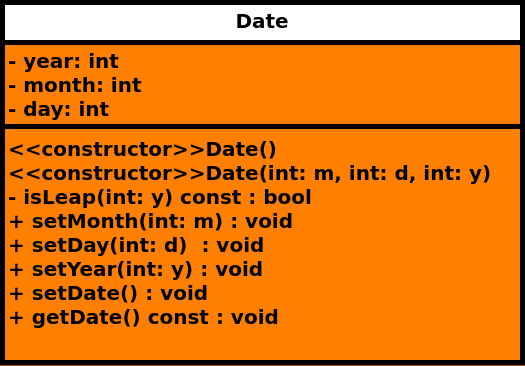 Date
- year: int
- month: int
- day: int
<<constructor>>Date()
<<constructor>>Date(int: m, int: d, int: y)
- isLeap(int: y) const : bool
+ setMonth(int: m) : void
+ setDay(int: d)  : void
+ setYear(int: y) : void
+ setDate() : void
+ getDate() const : void